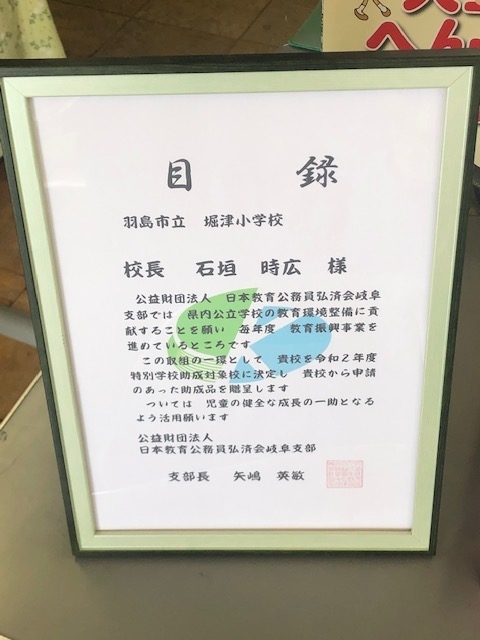 目録
羽島市立 堀津小学校
校長 石垣 時広 様
公益財団法人 日本教育公務員弘済会岐阜
支部では 県内公立学校の教育環境整備に貢
献することを願い 毎年度 教育振興事業を
進めているところです
この取組の一環として 貴校を令和2年度
特別学校助成対象校に決定し 貴校から申請
のあった助成品を贈呈します
ついては 児童の健全な成長の一助となる
よう活用願います
公益財団法人
日本教育公務員弘済会岐阜支部
支部長 矢嶋 英敏